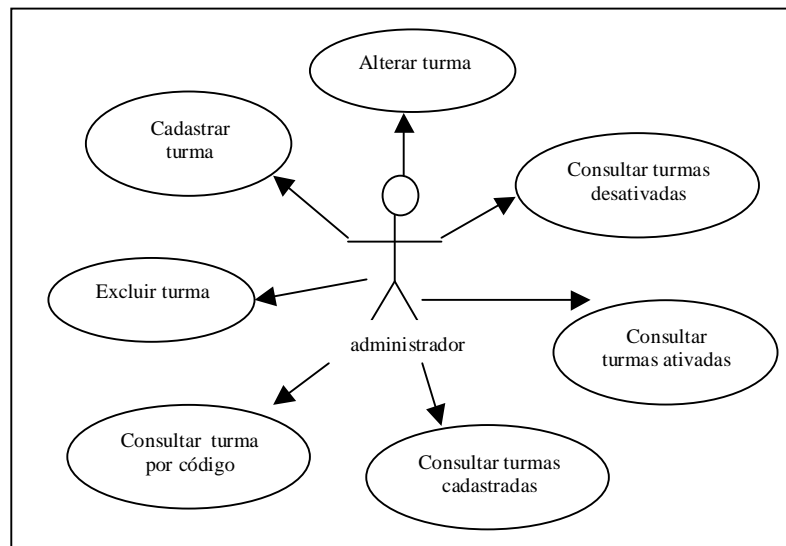 Alterar turma
Cadastrar
turma
Consultar turmas
desativadas
Excluir turma
Consultar
turmas ativadas
administrador
Consultar turma
por código
Consultar turmas
cadastradas